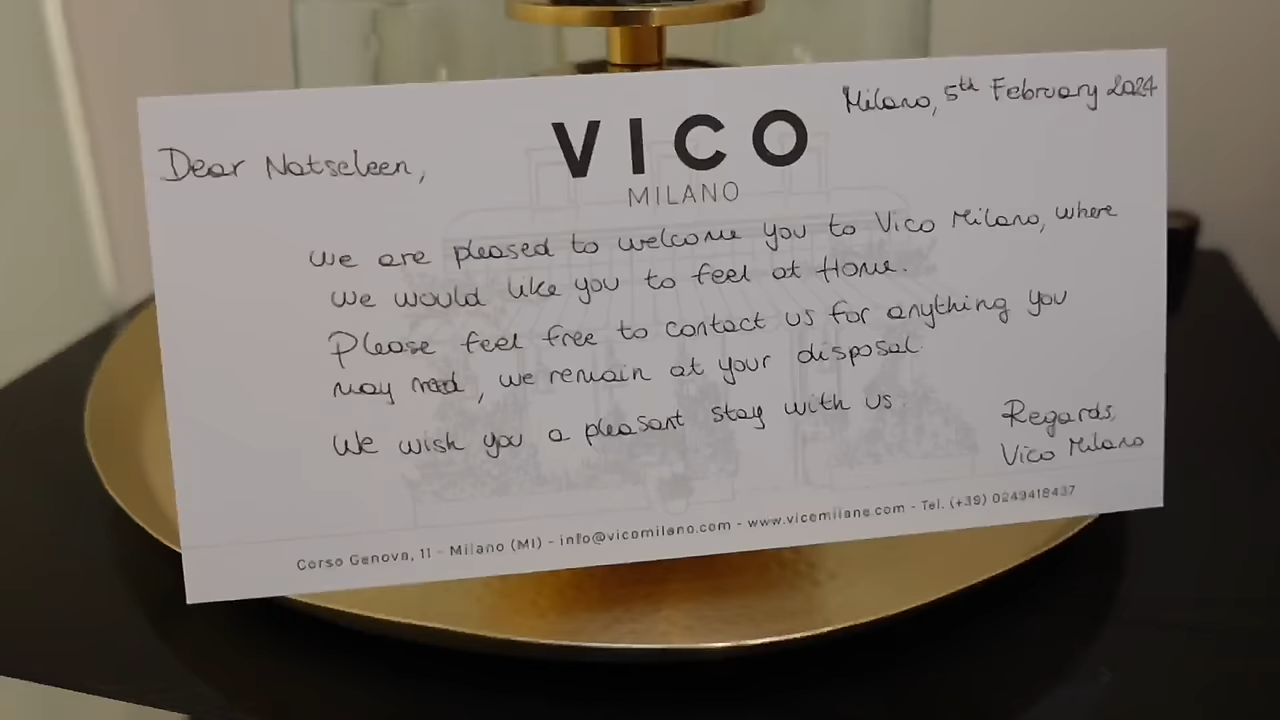 Milano, 5th February 2024
VICO
MILANO
Dear Natseleen,
We are pleased to welcome you to Vico Milano, where
we would like you to feel at Home.
Please feel free to contact us for anything you
may need, we remain at your disposal.
We wish you a pleasant stay with us.
Regards,
Vico Milano
Corso Genova, 11 - Milano (MI) - info@vicomilano.com - www.vicomilano.com - Tel. (+39) 0249418437